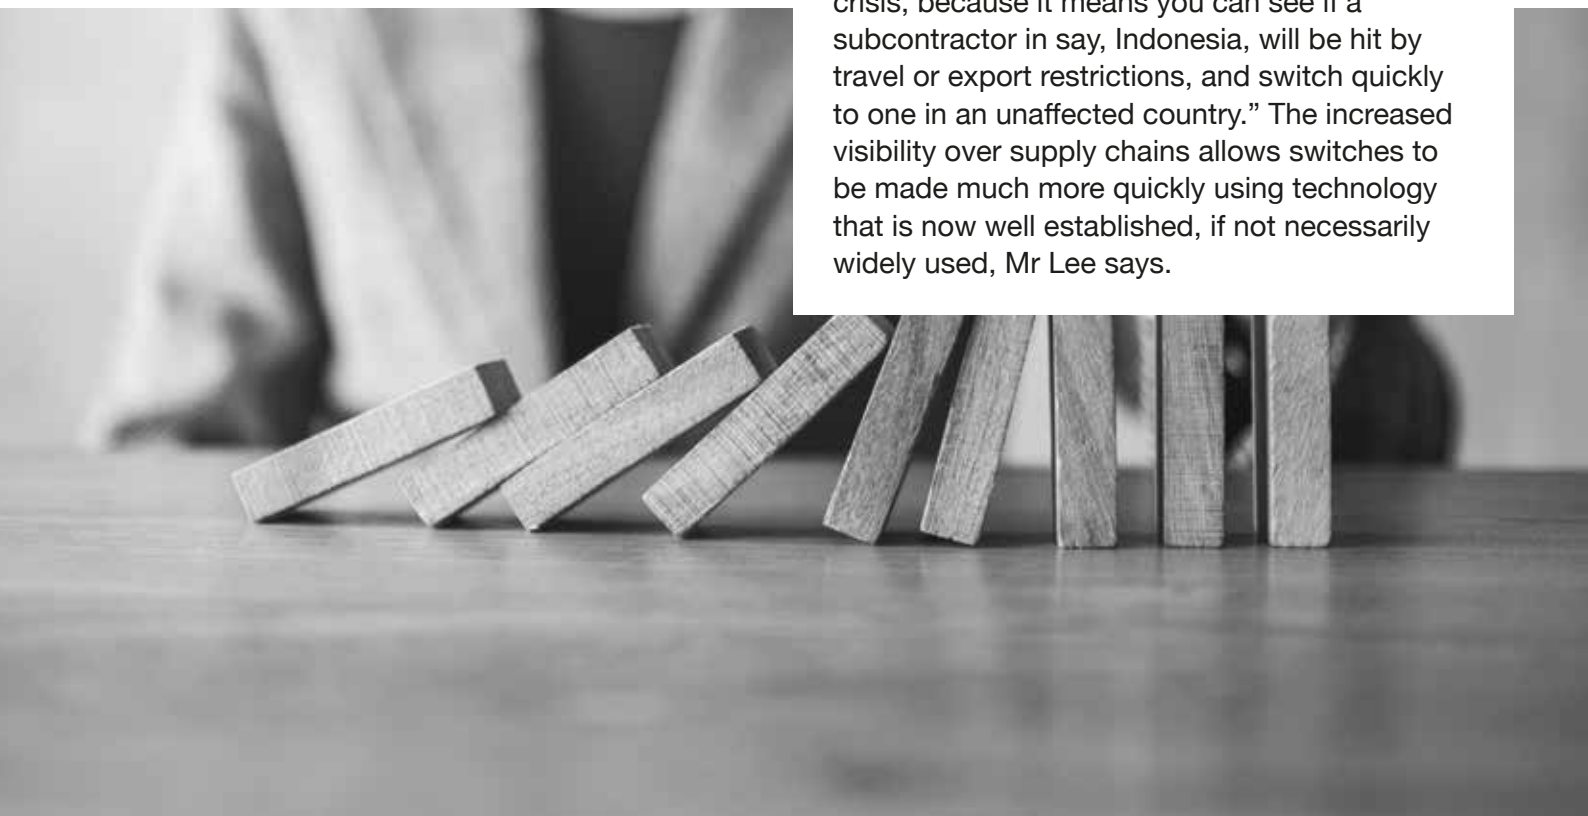 crisis, because it means you can see if a
subcontractor in say, Indonesia, will be hit by
travel or export restrictions, and switch quickly
to one in an unaffected country.” The increased
visibility over supply chains allows switches to
be made much more quickly using technology
that is now well established, if not necessarily
widely used, Mr Lee says.